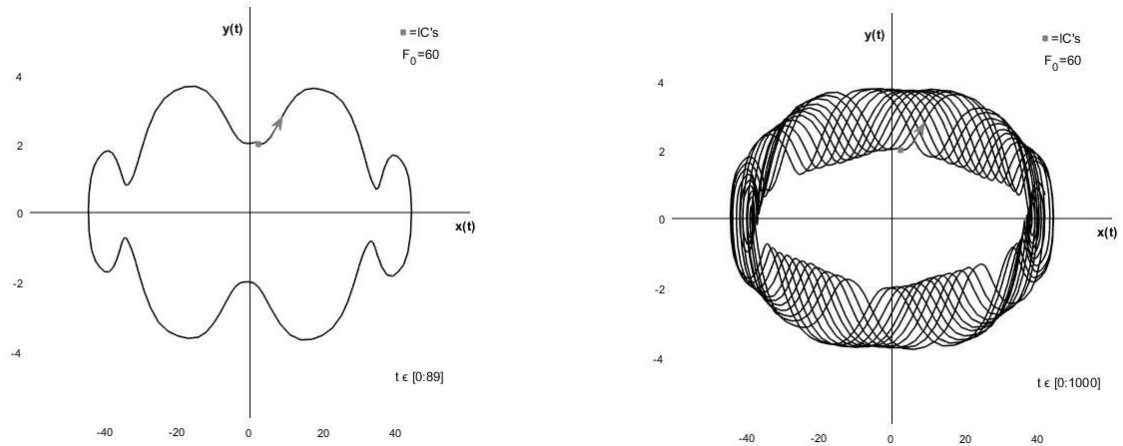 y(t)
=IC's
F₀=60
4
2
0
x(t)
-2
-4
t ϵ [0:89]
-40 -20 0 20 40
y(t)
=IC's
F₀=60
4
2
0
x(t)
-2
-4
t ϵ [0:1000]
-40 -20 0 20 40